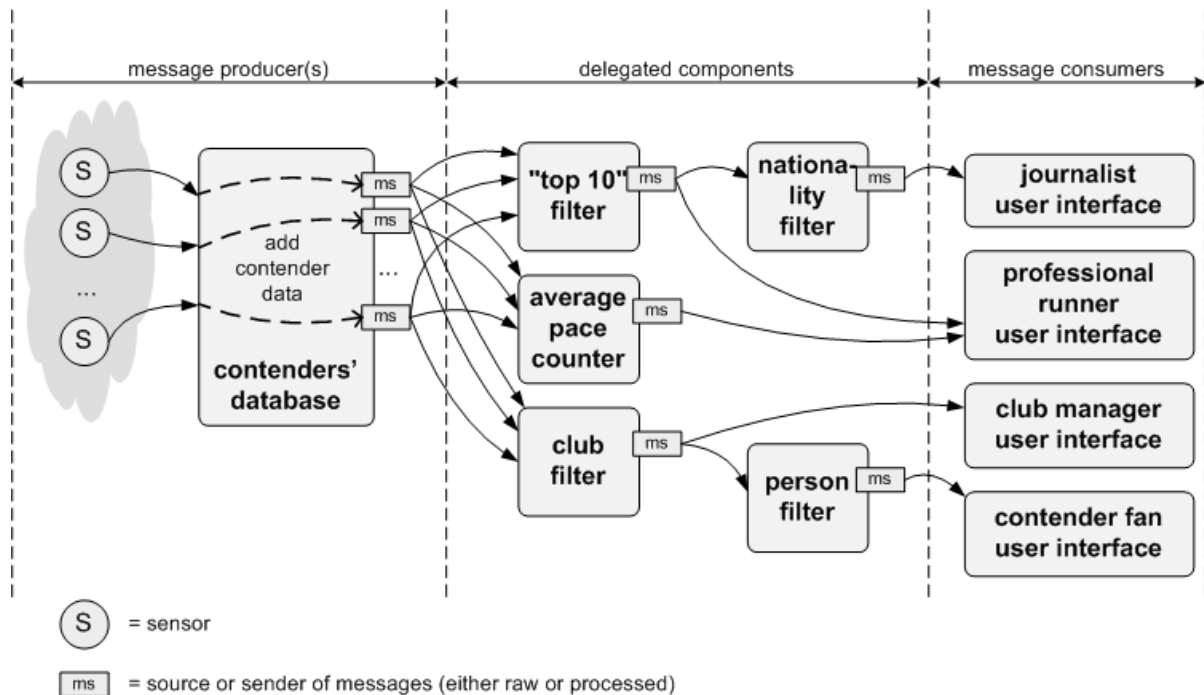 message producer(s)
delegated components
message consumers
S
S
...
S
add
contender
data
contenders’
database
ms
ms
...
ms
"top 10"
filter
ms
average
pace
counter
ms
club
filter
ms
nationa-
lity
filter
ms
person
filter
ms
journalist
user interface
professional
runner
user interface
club manager
user interface
contender fan
user interface
S = sensor
ms = source or sender of messages (either raw or processed)